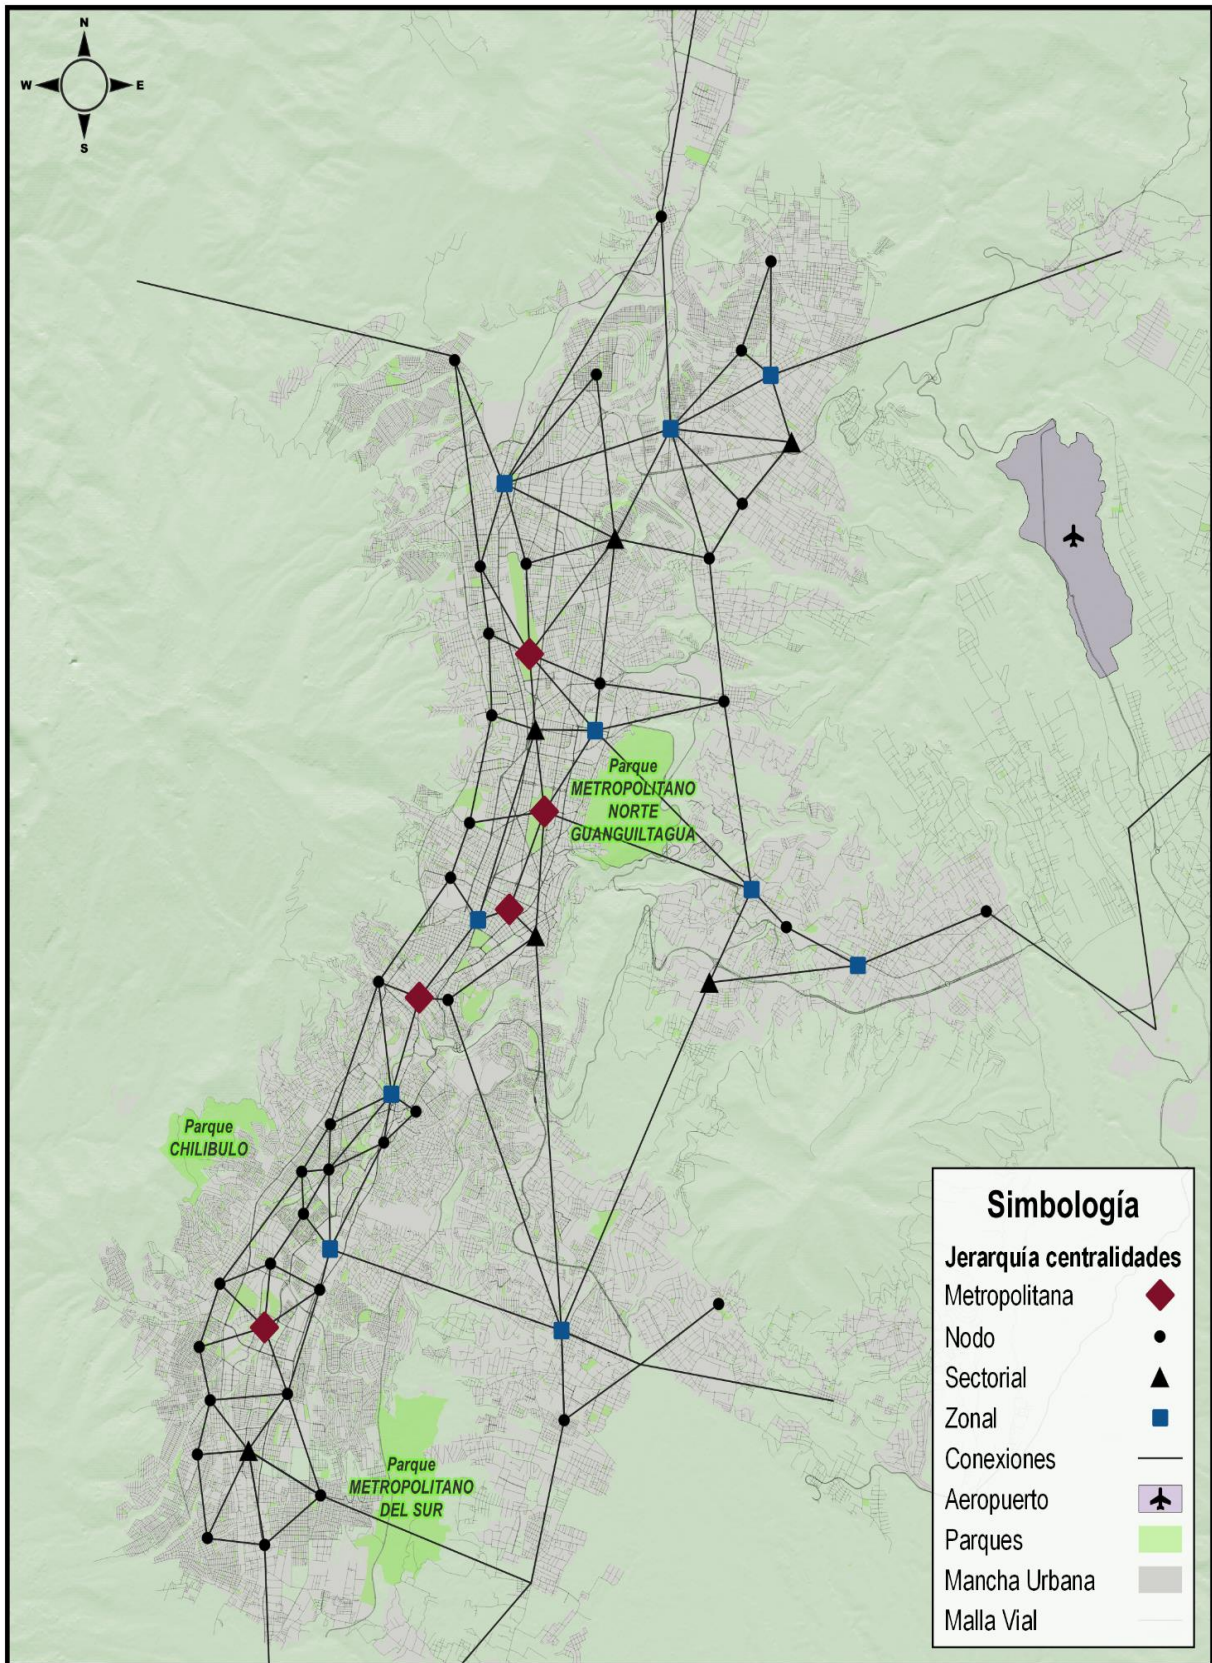 N
W
E
S
Parque
METROPOLITANO
NORTE
GUANGUILTAGUA
Parque
CHILIBULO
Parque
METROPOLITANO
DEL SUR
Simbología
Jerarquía centralidades
Metropolitana
Nodo
Sectorial
Zonal
Conexiones
Aeropuerto
Parques
Mancha Urbana
Malla Vial